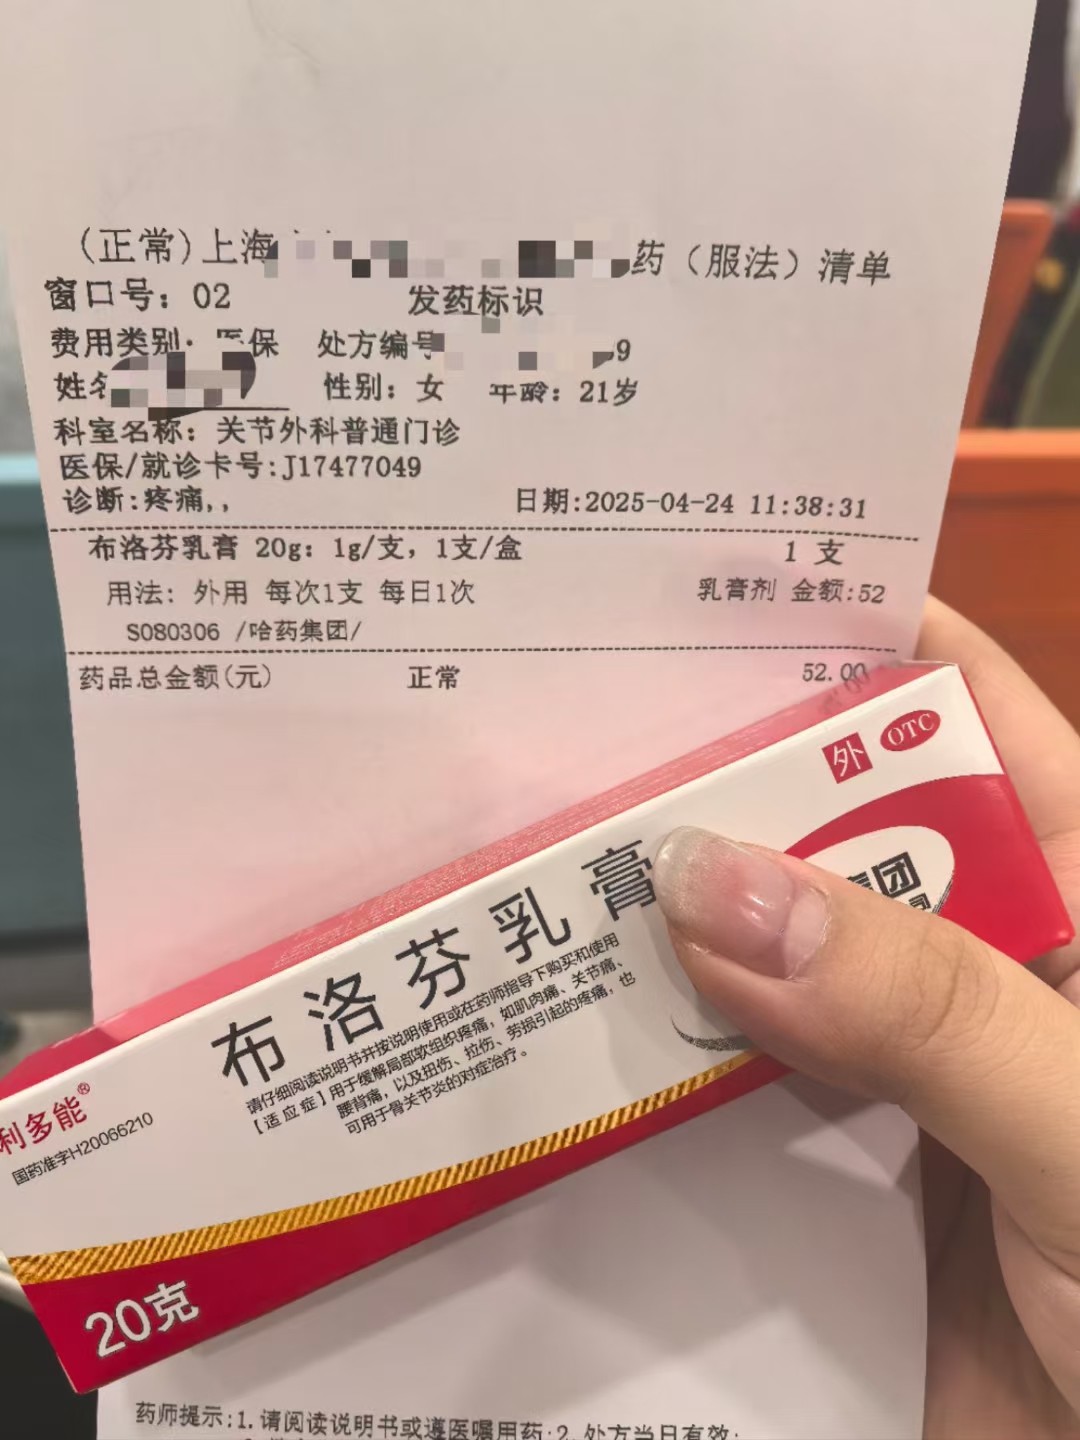 (正常)上海
药（服法）清单
窗口号：02 发药标识
费用类别：医保 处方编号 9
姓名 性别：女 年龄：21岁
科室名称：关节外科普通门诊
医保/就诊卡号:J17477049
诊断:疼痛,, 日期:2025-04-24 11:38:31
布洛芬乳膏 20g：1g/支，1支/盒 1 支
用法：外用 每次1支 每日1次 乳膏剂 金额:52
S080306 /哈药集团/
药品总金额(元) 正常 52.00
外 OTC
集团
布洛芬乳膏
请仔细阅读说明书并按说明使用或在药师指导下购买和使用
【适应症】用于缓解局部软组织疼痛，如肌肉痛、关节痛、
腰背痛，以及扭伤、拉伤、劳损引起的疼痛，也
可用于骨关节炎的对症治疗。
利多能®
国药准字H20066210
20克
药师提示:1.请阅读说明书或遵医嘱用药;2.处方当日有效;